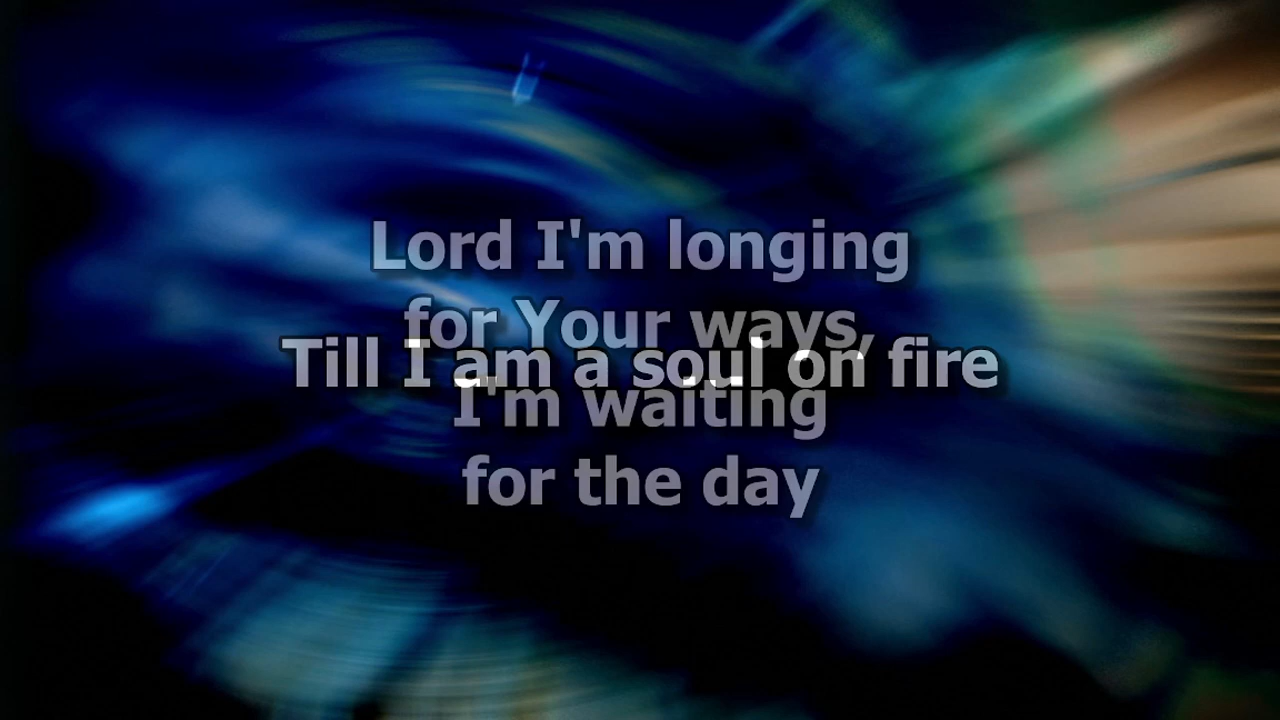 Lord I'm longing
for Your ways,
Till I am a soul on fire
I'm waiting
for the day